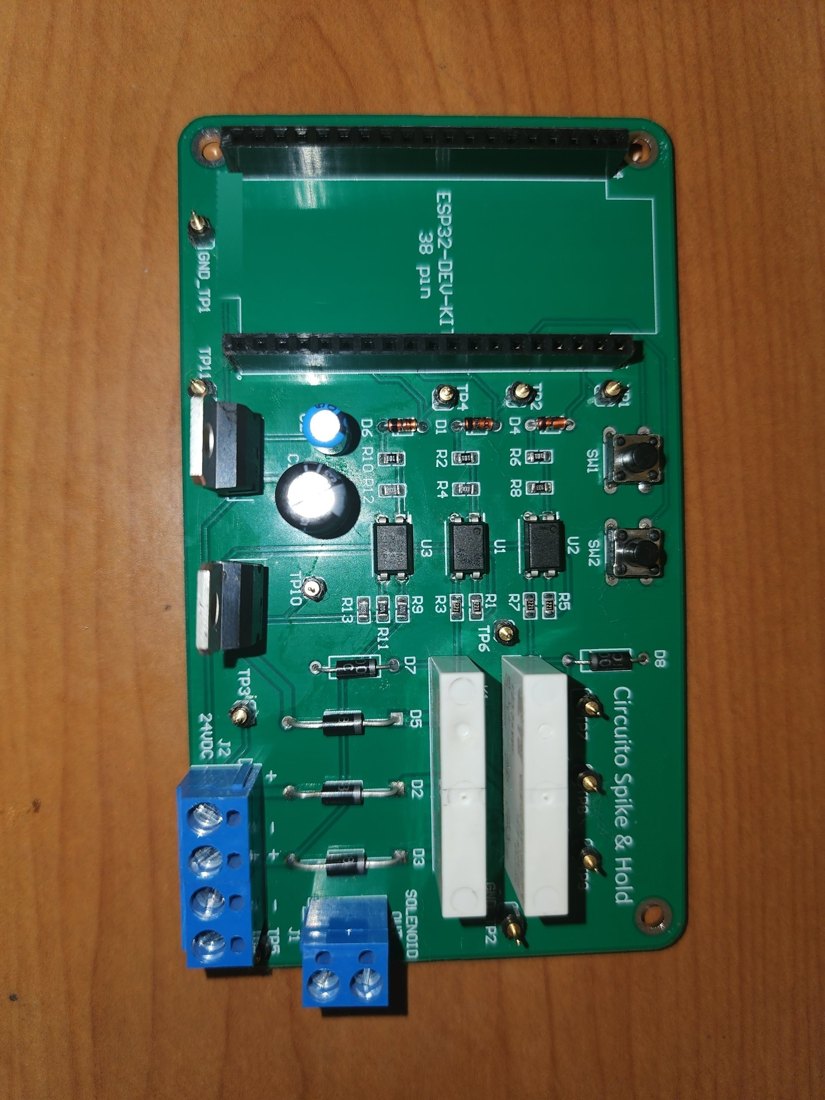 ESP32-DEV-KI
38 pin
GND_TP1
TP11
TP4
TP2
D6
D1
D4
R10
R2
R6
SW1
R12
R4
R8
U3
U1
U2
SW2
TP10
R13
R11
R9
R3
R1
R7
R5
TP6
D7
D8
TP3
D5
J2
24VDC
D2
+
-
+
-
D3
TP5
J1
SOLENOID
Circuito Spike & Hold